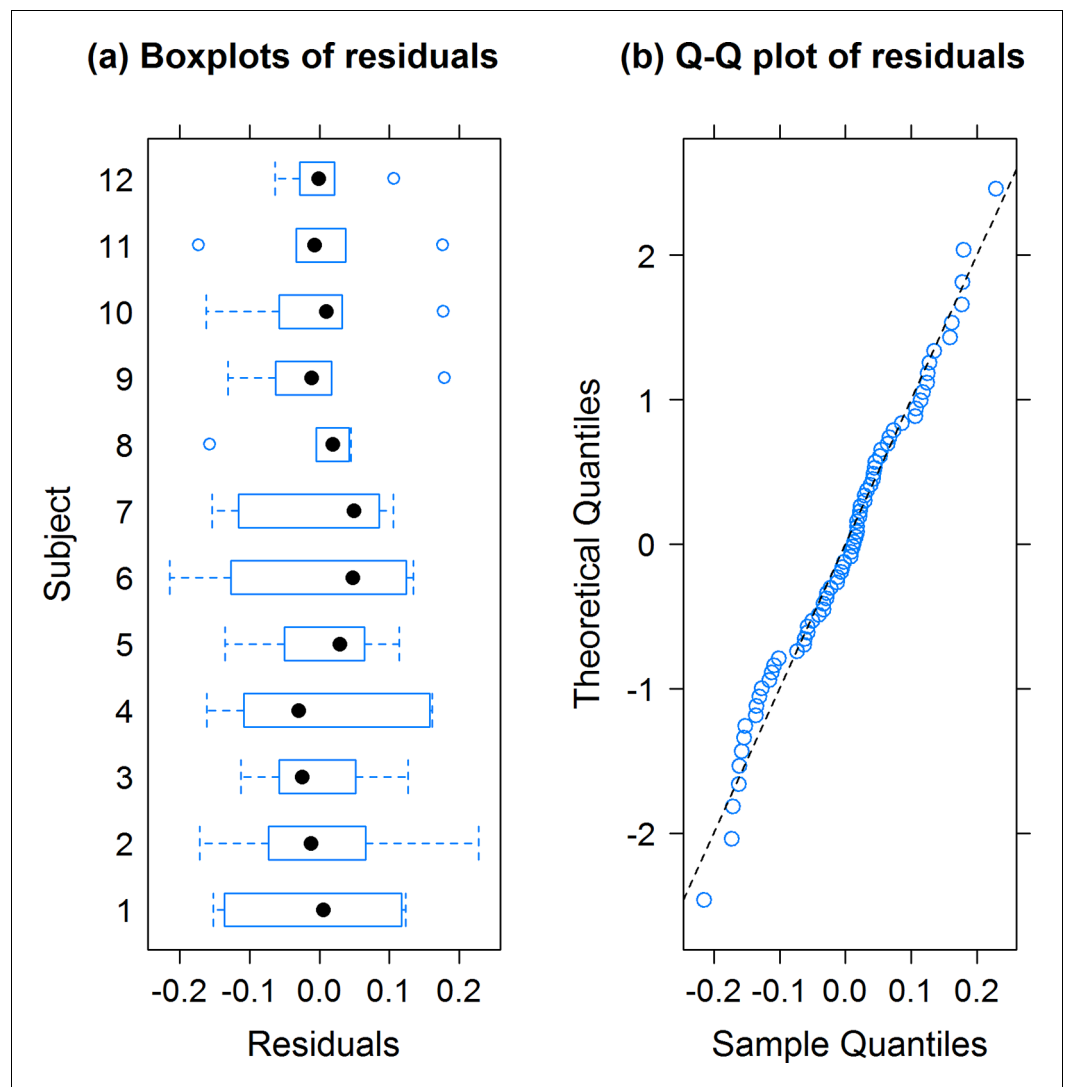 (a) Boxplots of residuals
(b) Q-Q plot of residuals
Subject
12
11
10
9
8
7
6
5
4
3
2
1
-0.2 -0.1 0.0 0.1 0.2
Residuals
Theoretical Quantiles
2
1
0
-1
-2
-0.2 -0.1 0.0 0.1 0.2
Sample Quantiles